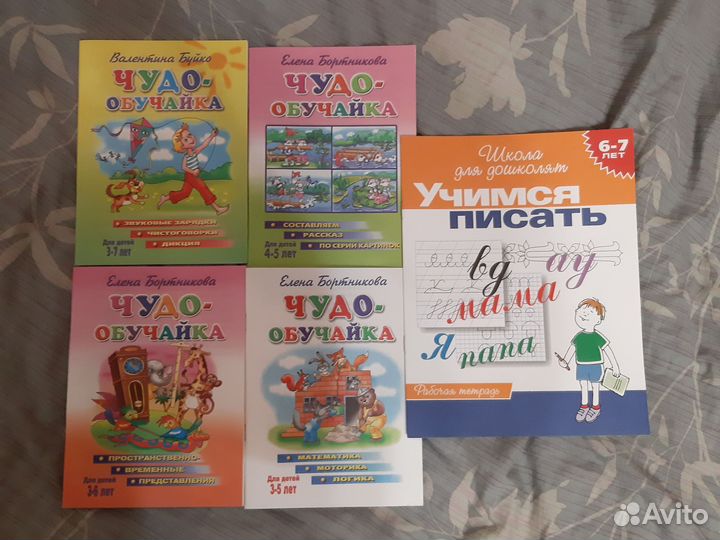 Валентина Буйко
ЧУДО-
ОБУЧАЙКА
ЗВУКОВЫЕ ЗАРЯДКИ
ЧИСТОГОВОРКИ
ДИКЦИЯ
Для детей
3-7 лет
Елена Бортникова
ЧУДО-
ОБУЧАЙКА
СОСТАВЛЯЕМ
РАССКАЗ
ПО СЕРИИ КАРТИНОК
Для детей
4-5 лет
Елена Бортникова
ЧУДО-
ОБУЧАЙКА
ПРОСТРАНСТВЕННО-
ВРЕМЕННЫЕ
ПРЕДСТАВЛЕНИЯ
Для детей
3-6 лет
Елена Бортникова
ЧУДО-
ОБУЧАЙКА
МАТЕМАТИКА
МОТОРИКА
ЛОГИКА
Для детей
3-5 лет
Школа
для дошколят
6-7
ЛЕТ
Учимся
писать
вд ау
мама
Я папа
Рабочая тетрадь
Avito